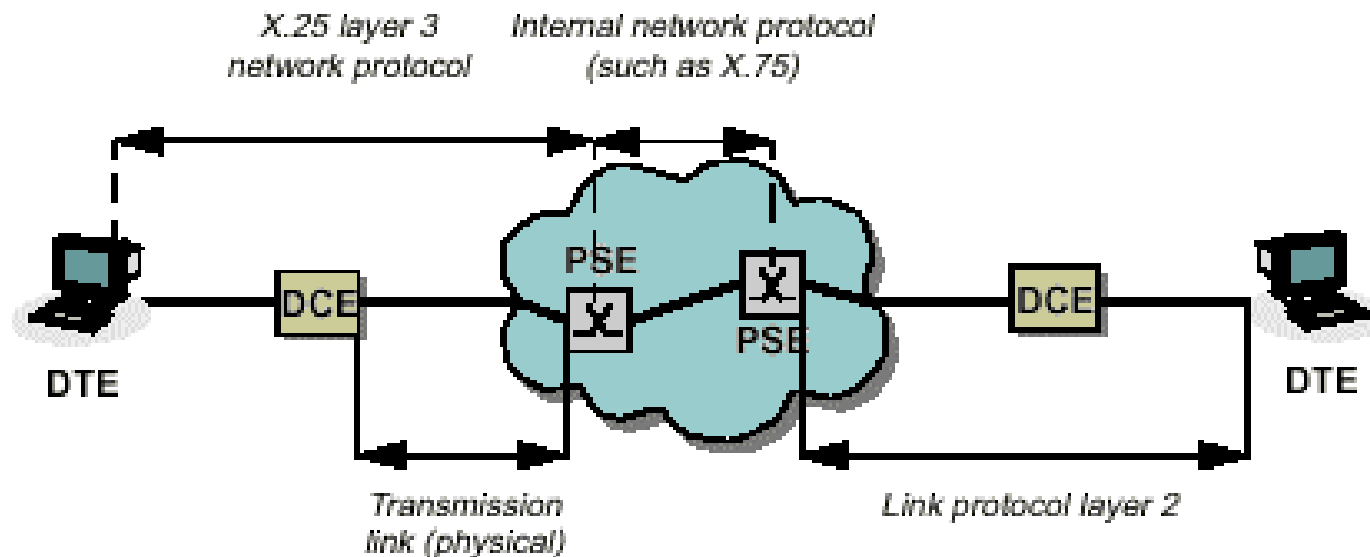 X.25 layer 3
network protocol
Internal network protocol
(such as X.75)
PSE
DCE
PSE
DCE
DTE
DTE
Transmission
link (physical)
Link protocol layer 2